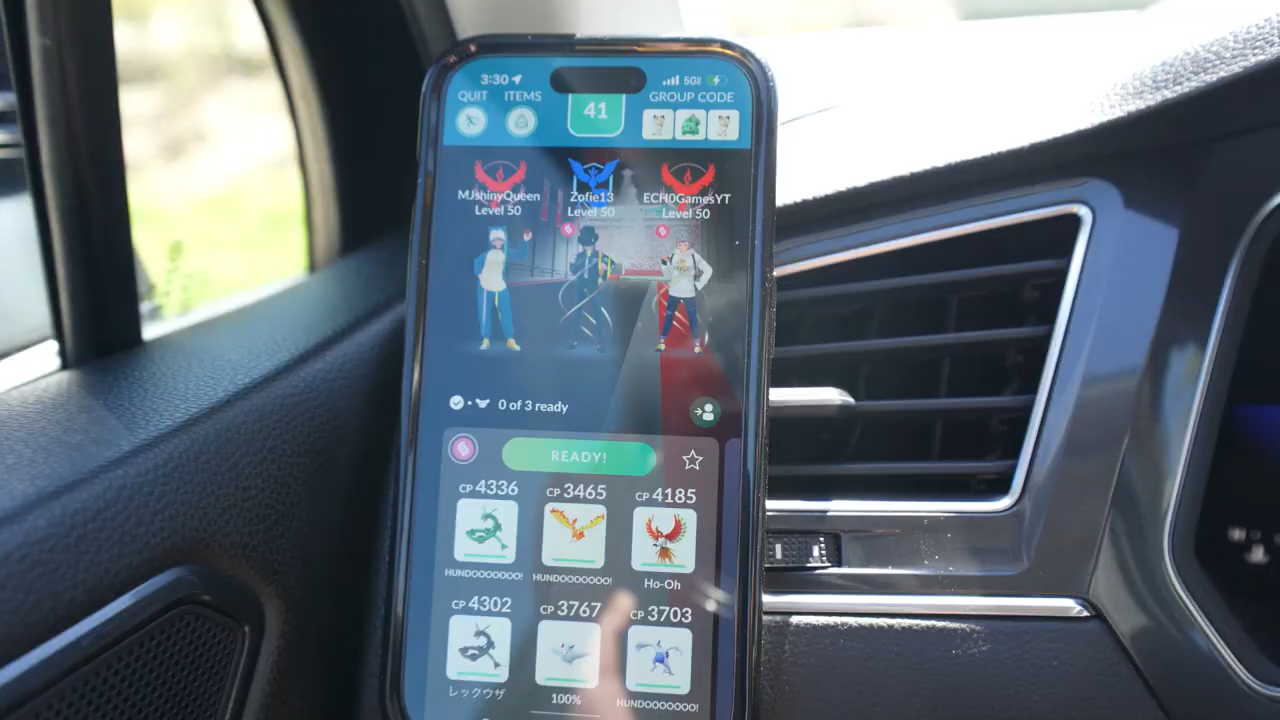 3:30
5G
QUIT ITEMS
41
GROUP CODE
MJshinyQueen
Level 50
Zofie13
Level 50
ECH0GamesYT
Level 50
0 of 3 ready
READY!
CP 4336
CP 3465
CP 4185
HUNDOOOOOOO!
HUNDOOOOOOO!
Ho-Oh
CP 4302
CP 3767
CP 3703
レックウザ
100%
HUNDOOOOOOO!